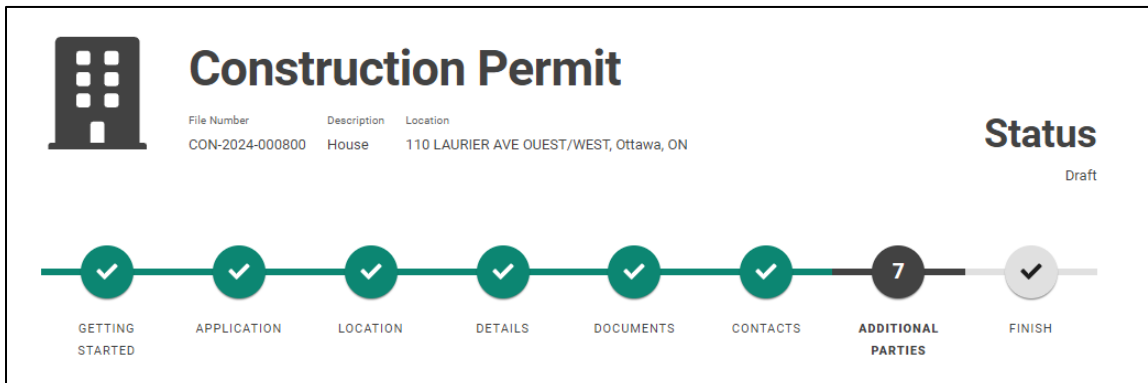 Construction Permit
File Number Description Location
CON-2024-000800 House 110 LAURIER AVE OUEST/WEST, Ottawa, ON
Status
Draft
7
GETTING STARTED
APPLICATION
LOCATION
DETAILS
DOCUMENTS
CONTACTS
ADDITIONAL PARTIES
FINISH